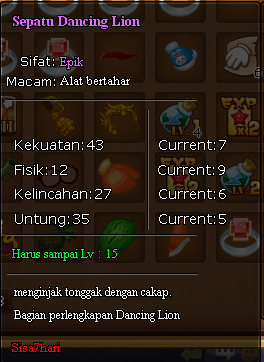 Sepatu Dancing Lion
Sifat: Epik
Macam: Alat bertahar
Kekuatan:43 Current:7
Fisik:12 Current:9
Kelincahan:27 Current:6
Untung:35 Current:5
Harus sampai Lv : 15
menginjak tonggak dengan cakap.
Bagian perlengkapan Dancing Lion
Sisa7hari